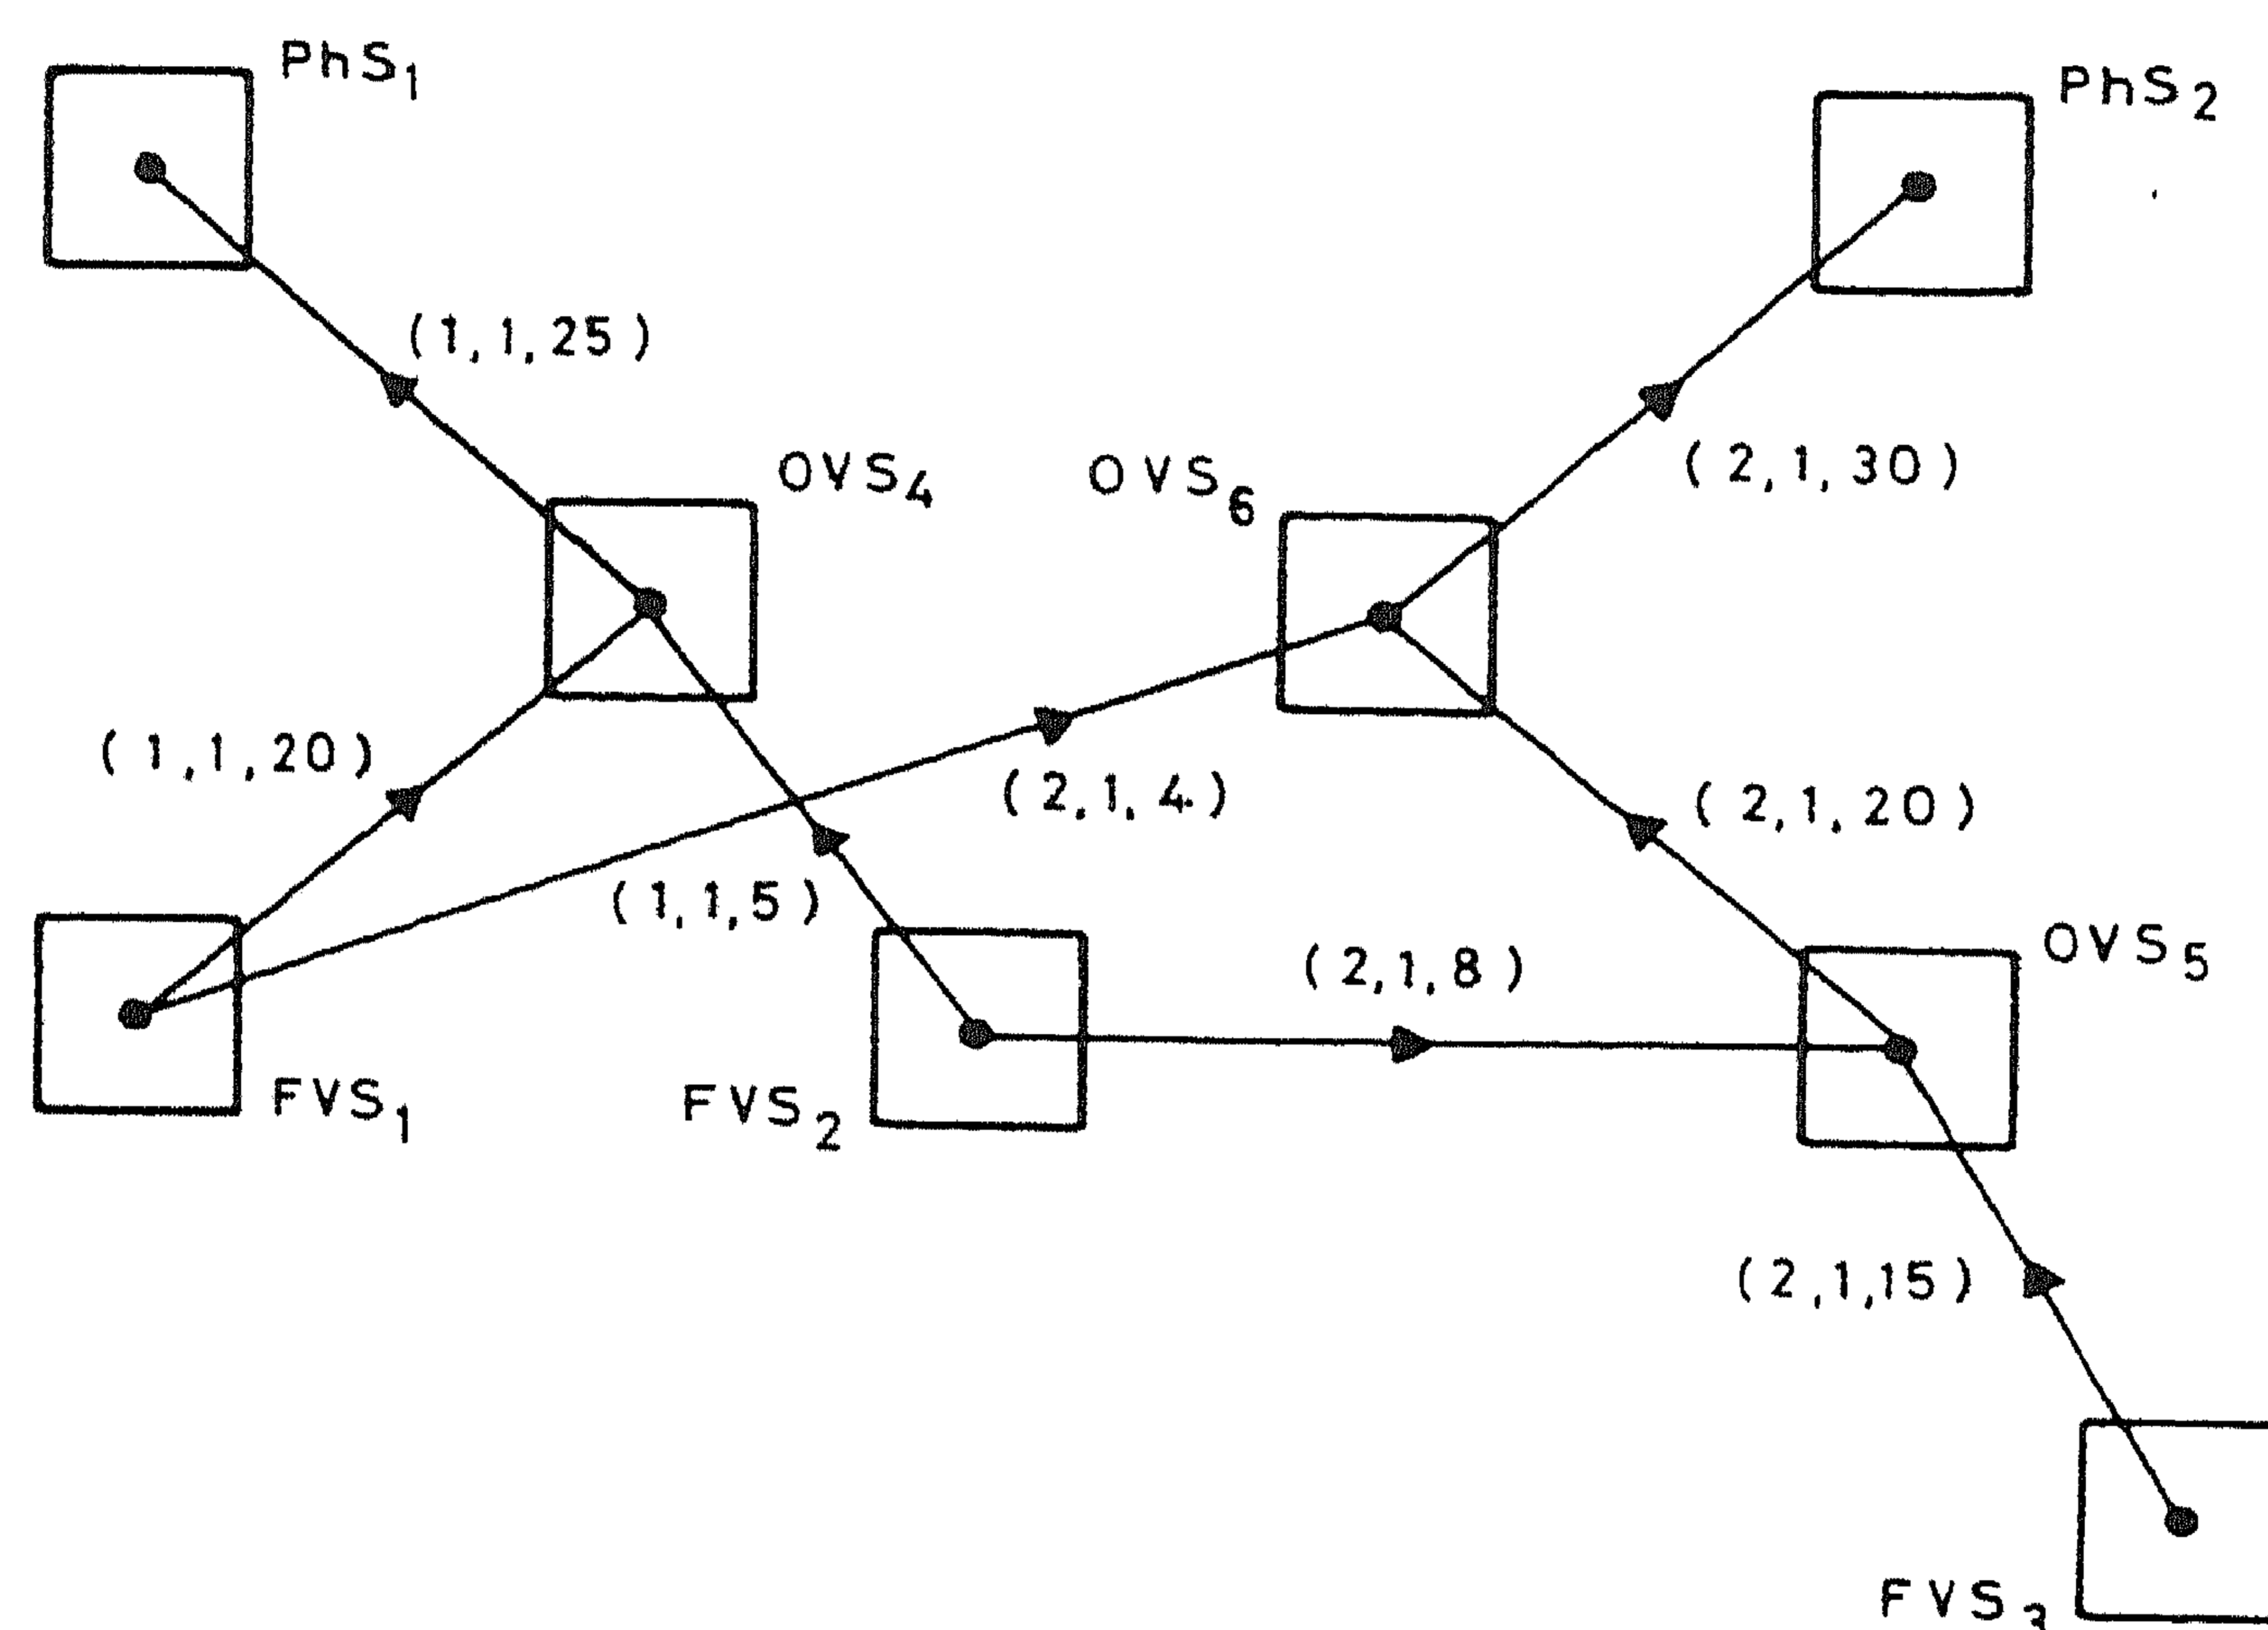 PhS₁
PhS₂
(1,1,25)
OVS₄
OVS₆
(2,1,30)
(1,1,20)
(2,1,4)
(2,1,20)
(1,1,5)
(2,1,8)
OVS₅
FVS₁
FVS₂
(2,1,15)
FVS₃